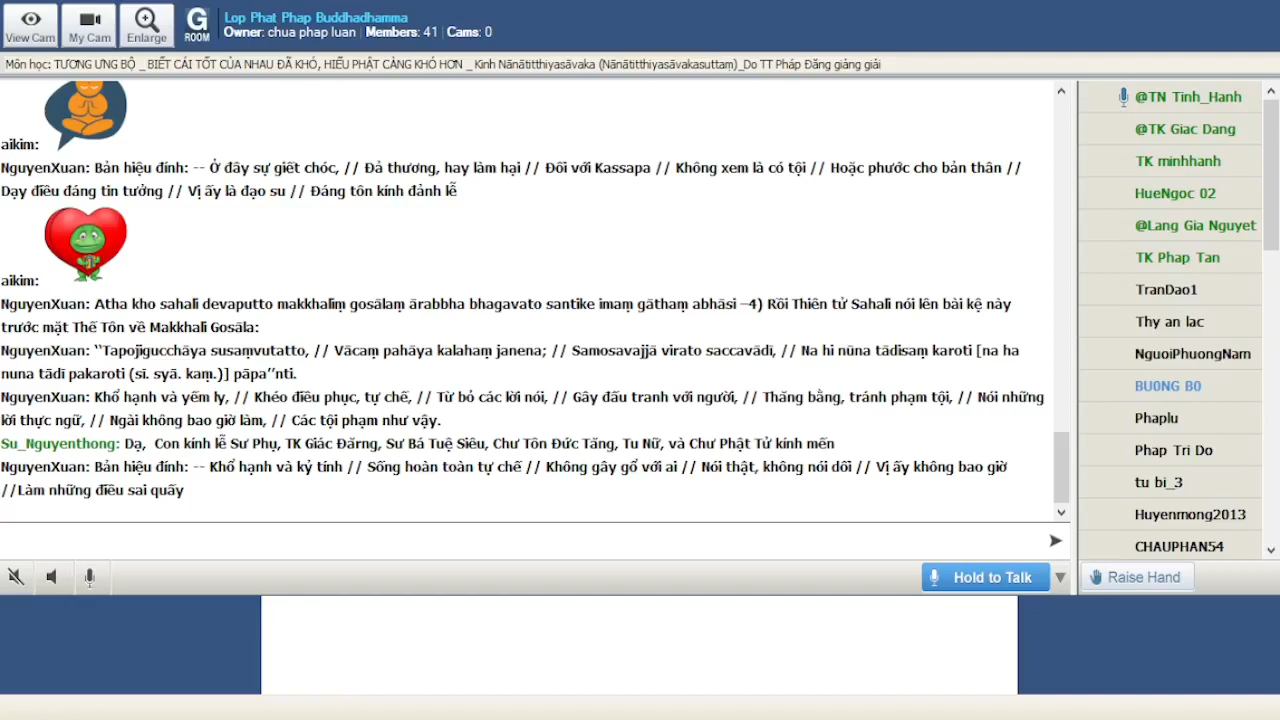 View Cam
My Cam
Enlarge
G
ROOM
Lop Phat Phap Buddhadhamma
Owner: chua phap luan | Members: 41 | Cams: 0
Môn học: TƯƠNG ƯNG BỘ _ BIẾT CÁI TỐT CỦA NHAU ĐÃ KHÓ, HIỂU PHẬT CÀNG KHÓ HƠN _ Kinh Nānātitthiyasāvaka (Nānātitthiyasāvakasuttaṃ)_Do TT Pháp Đăng giảng giải
aikim:
NguyenXuan: Bản hiệu đính: -- Ở đây sự giết chóc, // Đả thương, hay làm hại // Đối với Kassapa // Không xem là có tội // Hoặc phước cho bản thân //
Dạy điều đáng tin tưởng // Vị ấy là đạo sư // Đáng tôn kính đảnh lễ
aikim:
NguyenXuan: Atha kho sahali devaputto makkhaliṃ gosālaṃ ārabbha bhagavato santike imaṃ gāthaṃ abhāsi –4) Rồi Thiên tử Sahali nói lên bài kệ này
trước mặt Thế Tôn về Makkhali Gosāla:
NguyenXuan: ‘‘Tapojigucchāya susaṃvutatto, // Vācaṃ pahāya kalahaṃ janena; // Samosavajjā virato saccavādī, // Na hi nūna tādisaṃ karoti [na ha
nuna tādī pakaroti (sī. syā. kaṃ.)] pāpa’’nti.
NguyenXuan: Khổ hạnh và yếm ly, // Khéo điều phục, tự chế, // Từ bỏ các lời nói, // Gây đấu tranh với người, // Thăng bằng, tránh phạm tội, // Nói những
lời thực ngữ, // Ngài không bao giờ làm, // Các tội phạm như vậy.
Su_Nguyenthong: Dạ, Con kính lễ Sư Phụ, TK Giác Đẳrng, Sư Bá Tuệ Siêu, Chư Tôn Đức Tăng, Tu Nữ, và Chư Phật Tử kính mến
NguyenXuan: Bản hiệu đính: -- Khổ hạnh và kỷ tính // Sống hoàn toàn tự chế // Không gây gổ với ai // Nói thật, không nói dối // Vị ấy không bao giờ
//Làm những điều sai quấy
@TN Tinh_Hanh
@TK Giac Dang
TK minhhanh
HueNgoc 02
@Lang Gia Nguyet
TK Phap Tan
TranDao1
Thy an lac
NguoiPhuongNam
BU0NG B0
Phaplu
Phap Tri Do
tu bi_3
Huyenmong2013
CHAUPHAN54
Hold to Talk
Raise Hand